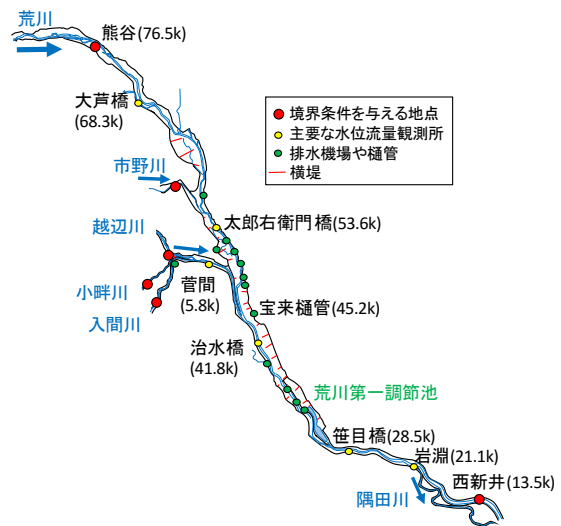 荒川
熊谷(76.5k)
大芦橋
(68.3k)
境界条件を与える地点
主要な水位流量観測所
排水機場や樋管
横堤
市野川
太郎右衛門橋(53.6k)
越辺川
菅間
(5.8k)
小畔川
入間川
宝来樋管(45.2k)
治水橋
(41.8k)
荒川第一調節池
笹目橋(28.5k)
岩淵(21.1k)
西新井(13.5k)
隅田川